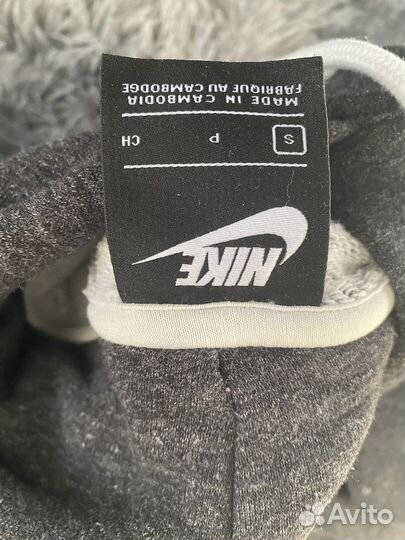 NIKE
S P CH
MADE IN CAMBODIA
FABRIQUE AU CAMBODGE
Avito